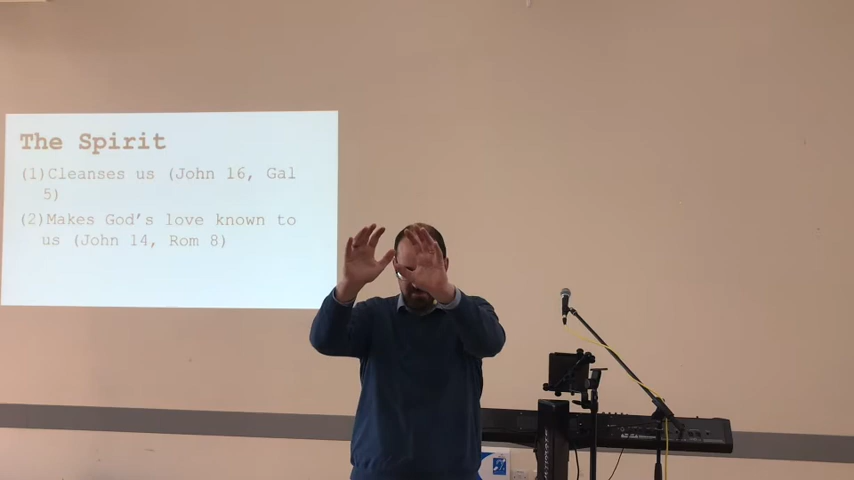 The Spirit
(1)Cleanses us (John 16, Gal
5)
(2)Makes God's love known to
us (John 14, Rom 8)